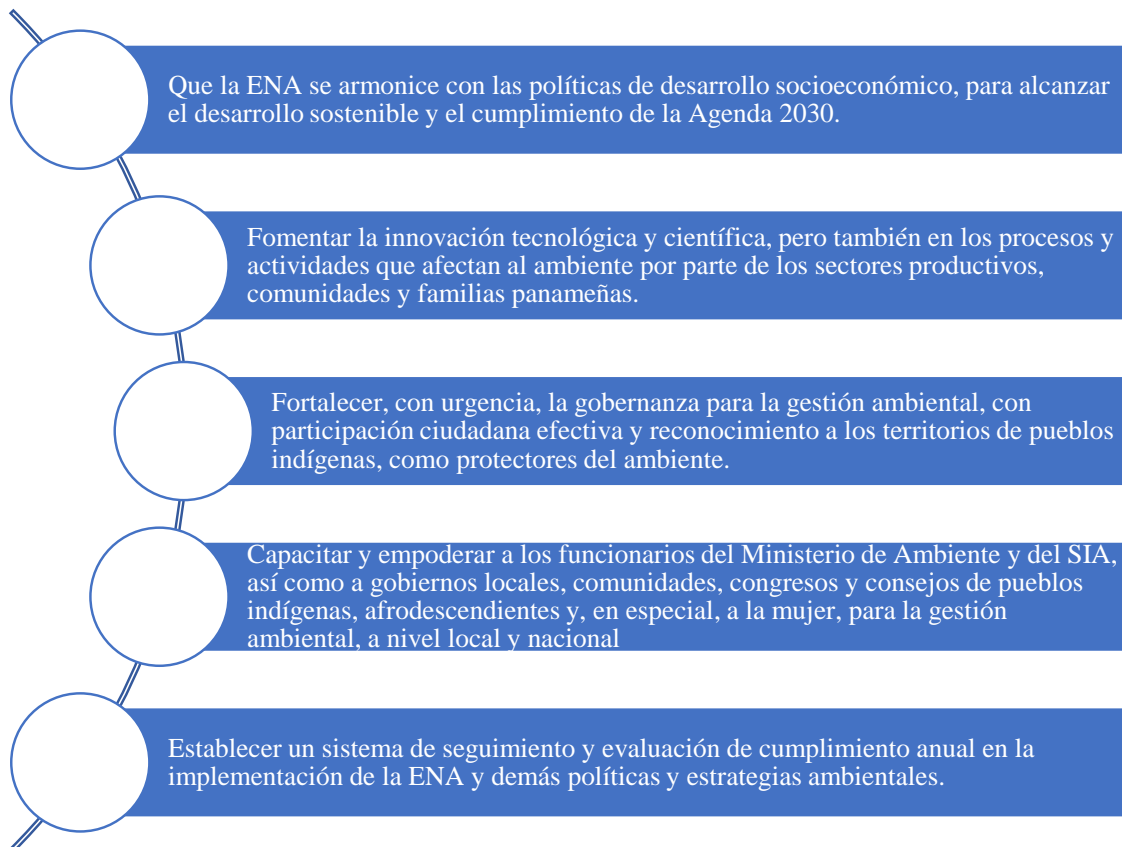 Que la ENA se armonice con las políticas de desarrollo socioeconómico, para alcanzar
el desarrollo sostenible y el cumplimiento de la Agenda 2030.
Fomentar la innovación tecnológica y científica, pero también en los procesos y
actividades que afectan al ambiente por parte de los sectores productivos,
comunidades y familias panameñas.
Fortalecer, con urgencia, la gobernanza para la gestión ambiental, con
participación ciudadana efectiva y reconocimiento a los territorios de pueblos
indígenas, como protectores del ambiente.
Capacitar y empoderar a los funcionarios del Ministerio de Ambiente y del SIA,
así como a gobiernos locales, comunidades, congresos y consejos de pueblos
indígenas, afrodescendientes y, en especial, a la mujer, para la gestión
ambiental, a nivel local y nacional
Establecer un sistema de seguimiento y evaluación de cumplimiento anual en la
implementación de la ENA y demás políticas y estrategias ambientales.